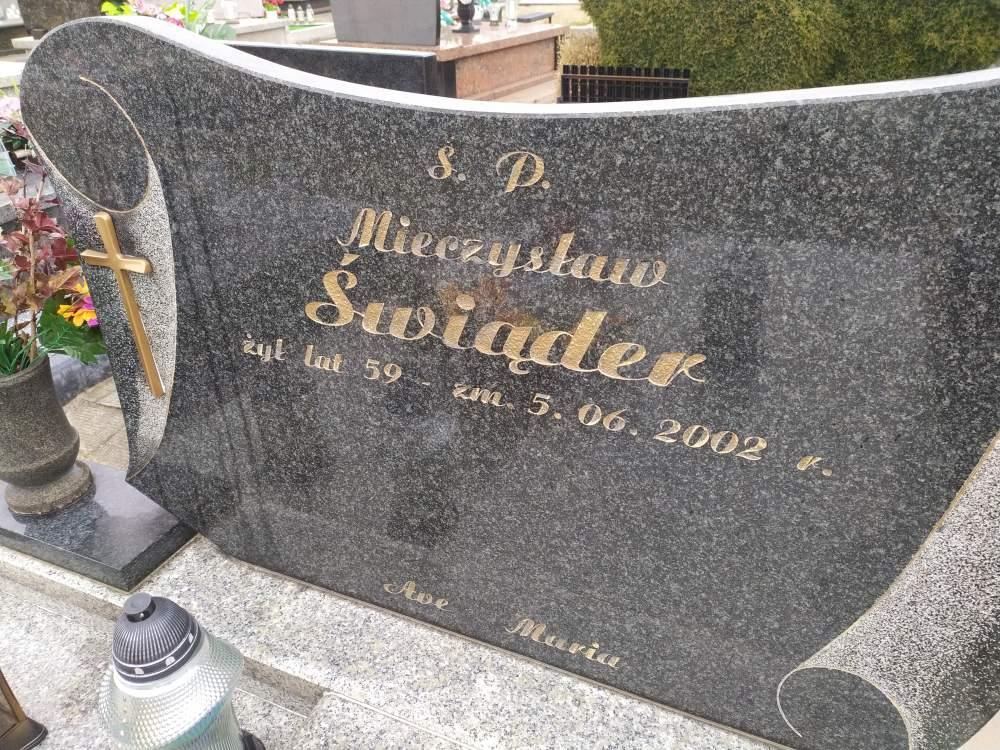 Ś. P.
Mieczysław
Świąder
żył lat 59 - zm. 5. 06. 2002 r.
Ave Maria